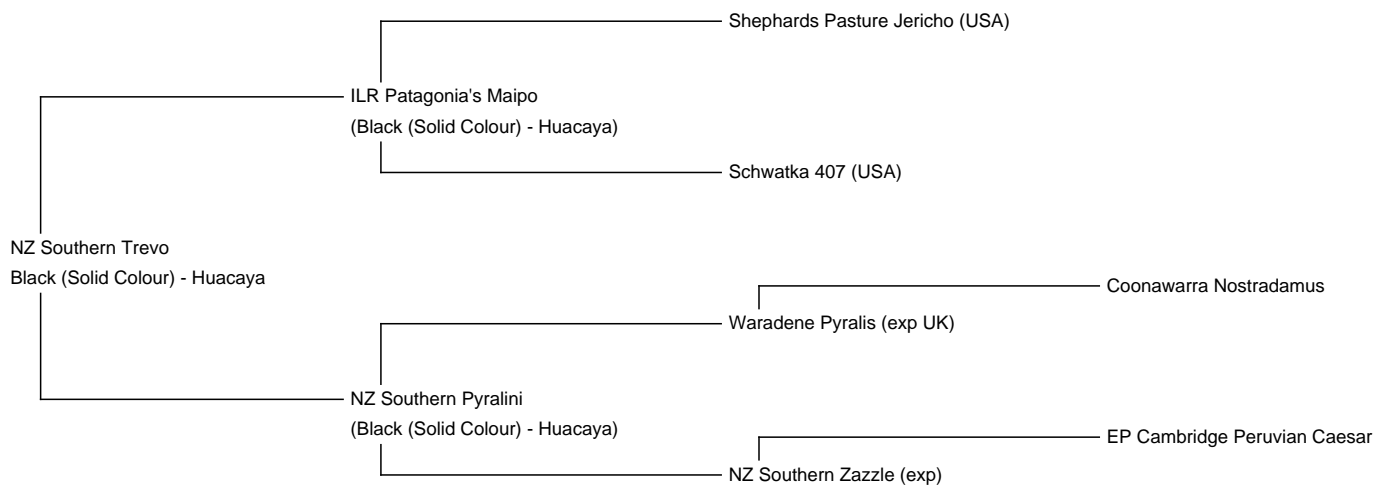 Shephards Pasture Jericho (USA)
ILR Patagonia's Maipo
(Black (Solid Colour) - Huacaya)
Schwatka 407 (USA)
NZ Southern Trevo
Black (Solid Colour) - Huacaya
Coonawarra Nostradamus
Waradene Pyralis (exp UK)
NZ Southern Pyralini
(Black (Solid Colour) - Huacaya)
EP Cambridge Peruvian Caesar
NZ Southern Zazzle (exp)